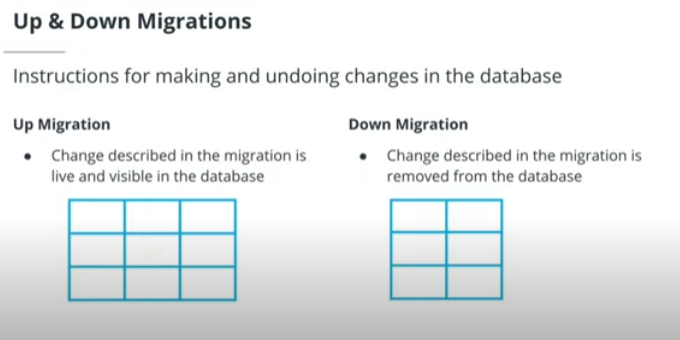 Up & Down Migrations
Instructions for making and undoing changes in the database
Up Migration
• Change described in the migration is
live and visible in the database
Down Migration
• Change described in the migration is
removed from the database